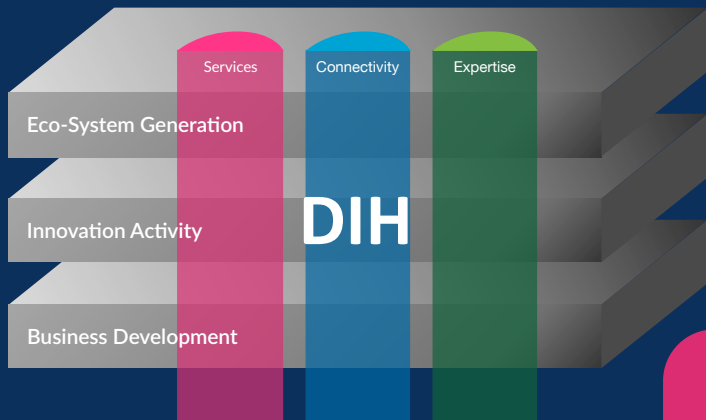 Services Connectivity Expertise
Eco-System Generation
DIH
Innovation Activity
Business Development